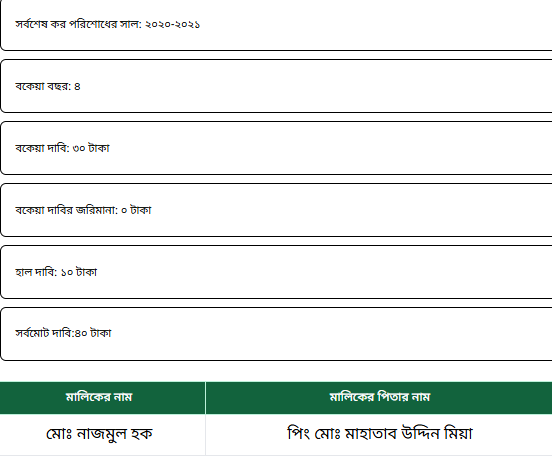 সর্বশেষ কর পরিশোধের সাল: ২০২০-২০২১
বকেয়া বছর: ৪
বকেয়া দাবি: ৩০ টাকা
বকেয়া দাবির জরিমানা: ০ টাকা
হাল দাবি: ১০ টাকা
সর্বমোট দাবি:৪০ টাকা
মালিকের নাম মালিকের পিতার নাম
মোঃ নাজমুল হক পিং মোঃ মাহাতাব উদ্দিন মিয়া